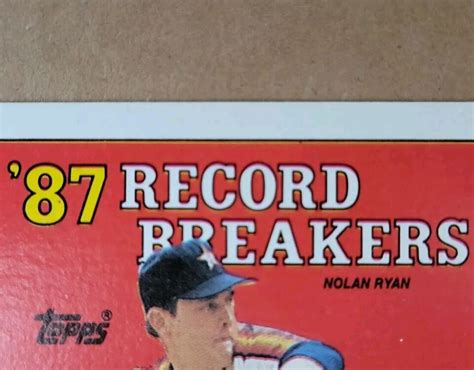 '87 RECORD
BREAKERS
NOLAN RYAN
topps®